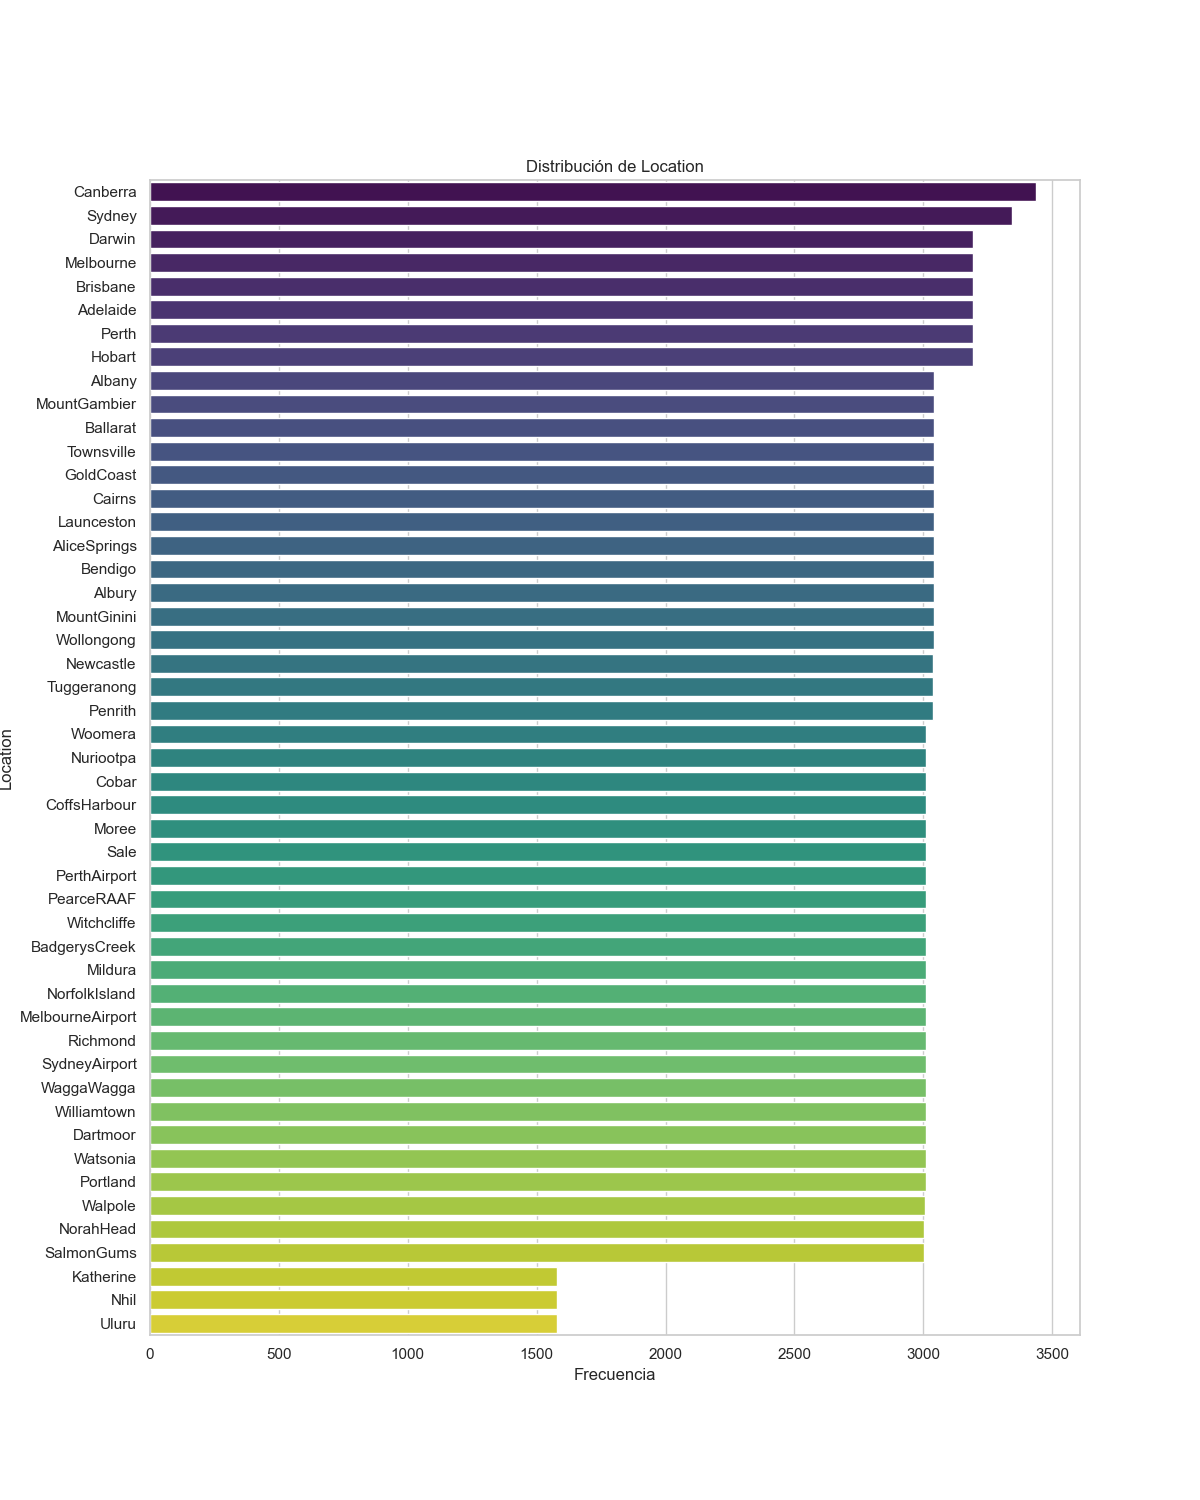 Distribución de Location
Canberra
Sydney
Darwin
Melbourne
Brisbane
Adelaide
Perth
Hobart
Albany
MountGambier
Ballarat
Townsville
GoldCoast
Cairns
Launceston
AliceSprings
Bendigo
Albury
MountGinini
Wollongong
Newcastle
Tuggeranong
Penrith
Woomera
Nuriootpa
Cobar
CoffsHarbour
Moree
Sale
PerthAirport
PearceRAAF
Witchcliffe
BadgerysCreek
Mildura
NorfolkIsland
MelbourneAirport
Richmond
SydneyAirport
WaggaWagga
Williamtown
Dartmoor
Watsonia
Portland
Walpole
NorahHead
SalmonGums
Katherine
Nhil
Uluru
Location
0 500 1000 1500 2000 2500 3000 3500
Frecuencia